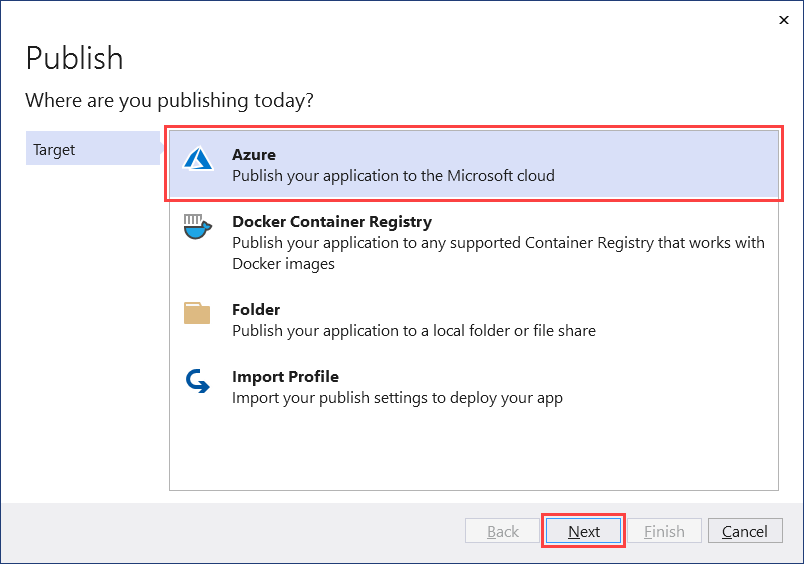 Publish
Where are you publishing today?
Target
Azure
Publish your application to the Microsoft cloud
Docker Container Registry
Publish your application to any supported Container Registry that works with
Docker images
Folder
Publish your application to a local folder or file share
Import Profile
Import your publish settings to deploy your app
Back Next Finish Cancel